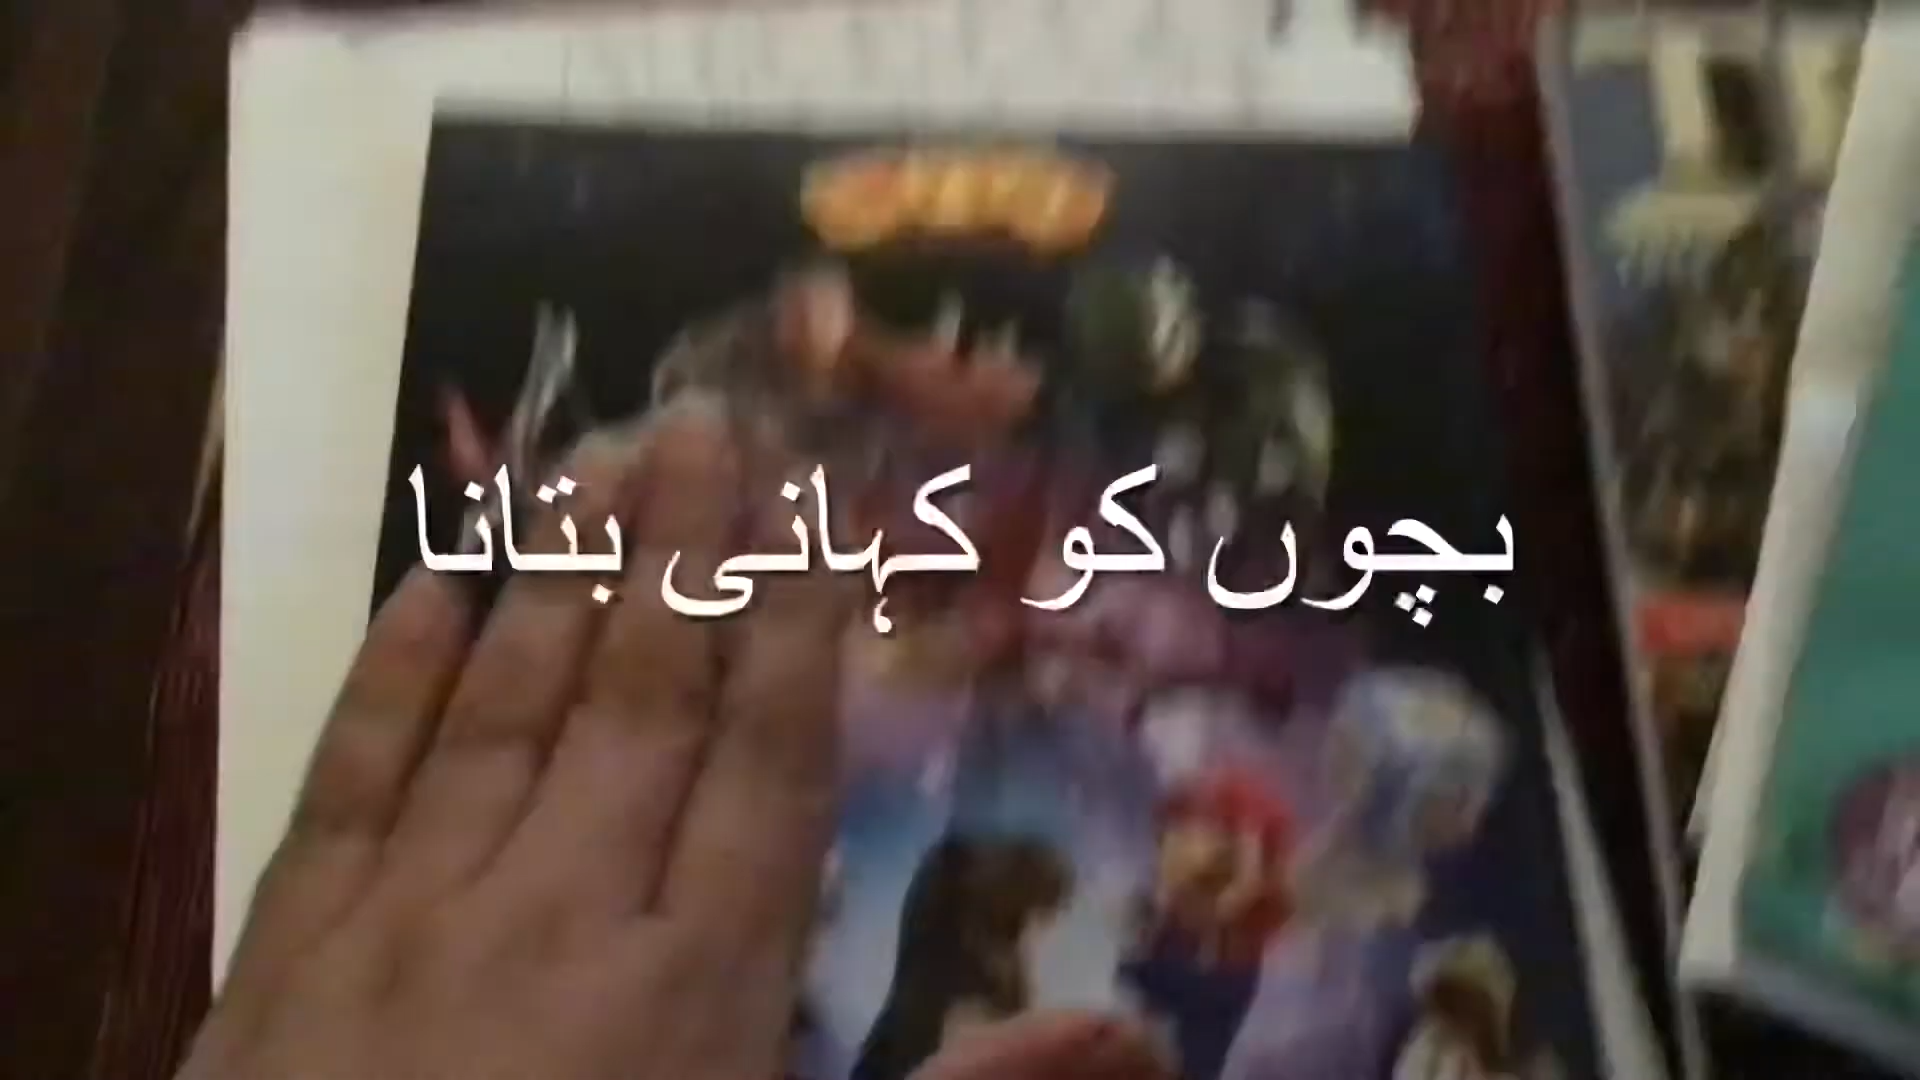 بچوں کو کہانی بتانا